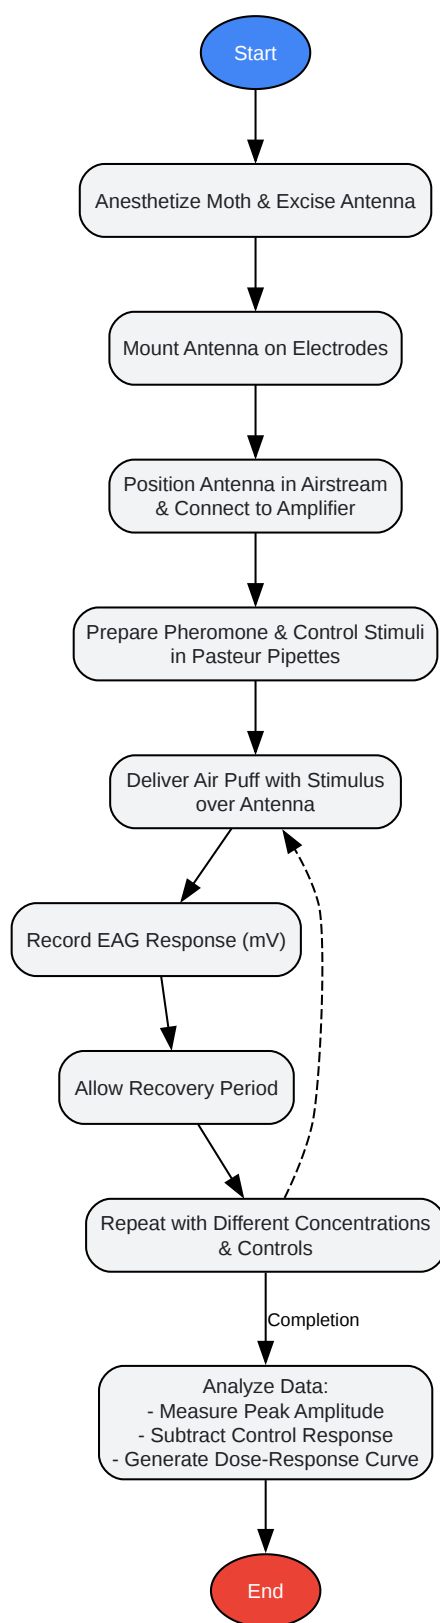 Start
Anesthetize Moth & Excise Antenna
Mount Antenna on Electrodes
Position Antenna in Airstream
& Connect to Amplifier
Prepare Pheromone & Control Stimuli
in Pasteur Pipettes
Deliver Air Puff with Stimulus
over Antenna
Record EAG Response (mV)
Allow Recovery Period
Repeat with Different Concentrations
& Controls
Completion
Analyze Data:
- Measure Peak Amplitude
- Subtract Control Response
- Generate Dose-Response Curve
End